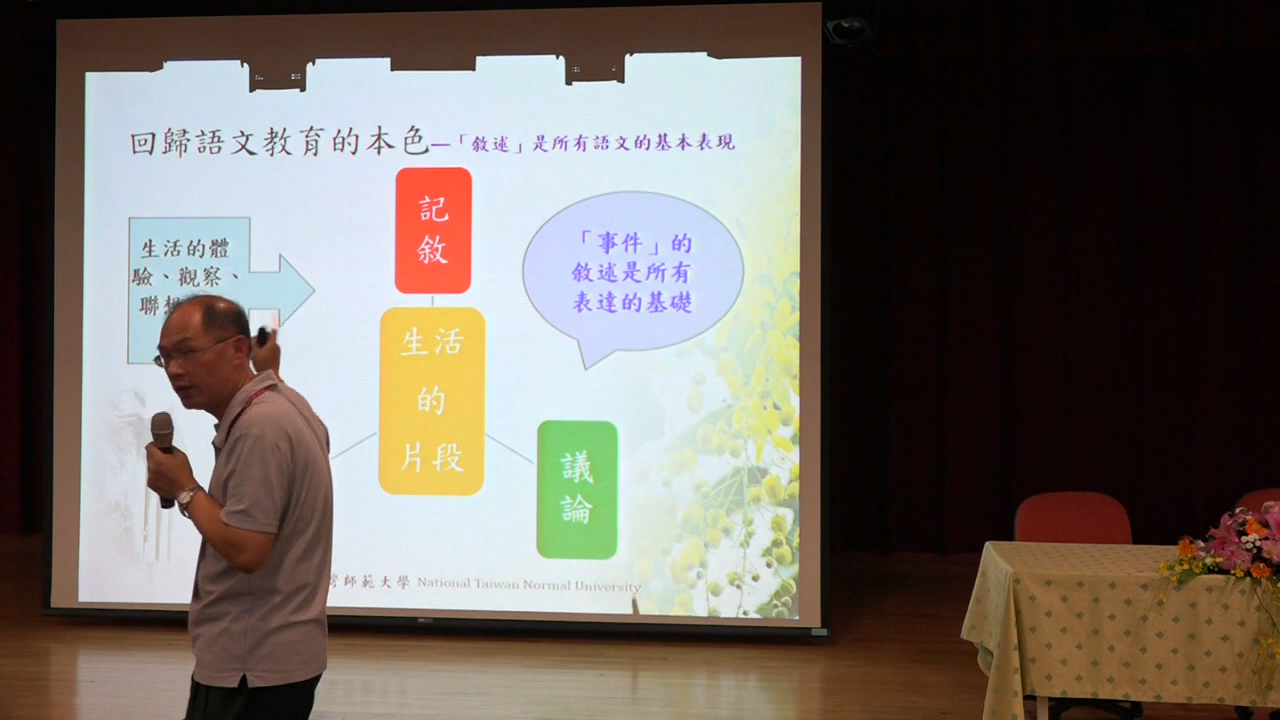 回歸語文教育的本色—「敘述」是所有語文的基本表現
記
敘
生活的體
驗、觀察、
聯想
「事件」的
敘述是所有
表達的基礎
生活
的
片段
議
論
師範大學 National Taiwan Normal University